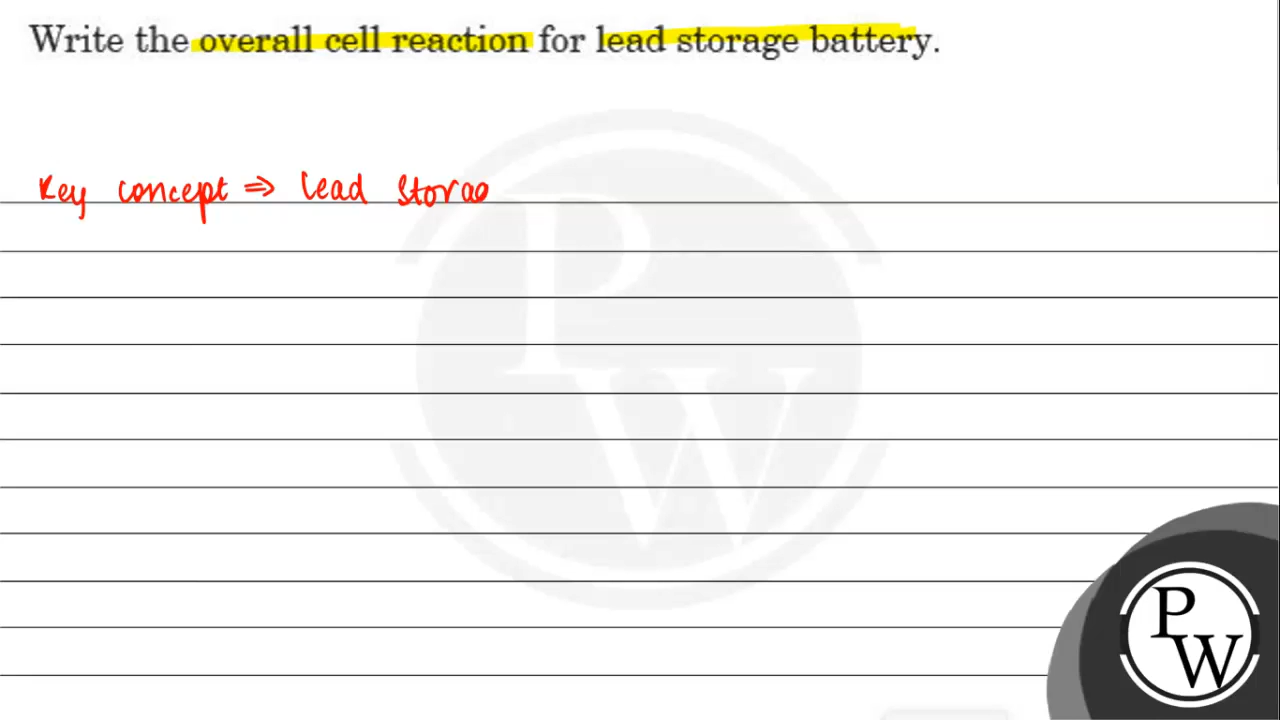 Write the overall cell reaction for lead storage battery.
Key concept ⇒ Lead Storag
P
W
P
W